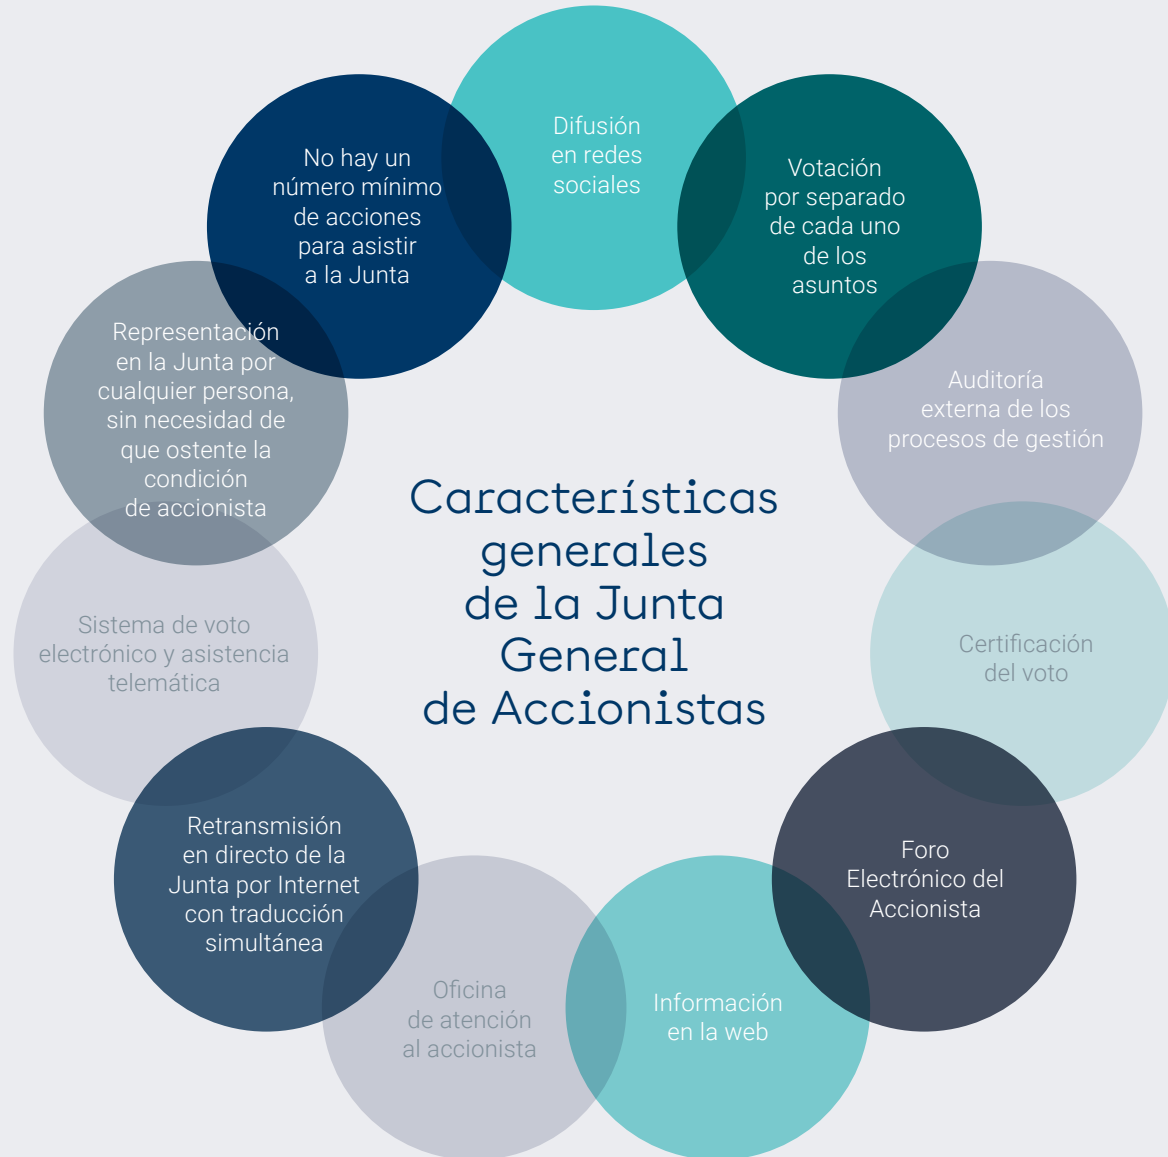 Difusión
en redes
sociales
No hay un
número mínimo
de acciones
para asistir
a la Junta
Votación
por separado
de cada uno
de los
asuntos
Representación
en la Junta por
cualquier persona,
sin necesidad de
que ostente la
condición
de accionista
Auditoría
externa de los
procesos de gestión
Características
generales
de la Junta
General
de Accionistas
Sistema de voto
electrónico y asistencia
telemática
Certificación
del voto
Retransmisión
en directo de la
Junta por Internet
con traducción
simultánea
Foro
Electrónico del
Accionista
Oficina
de atención
al accionista
Información
en la web